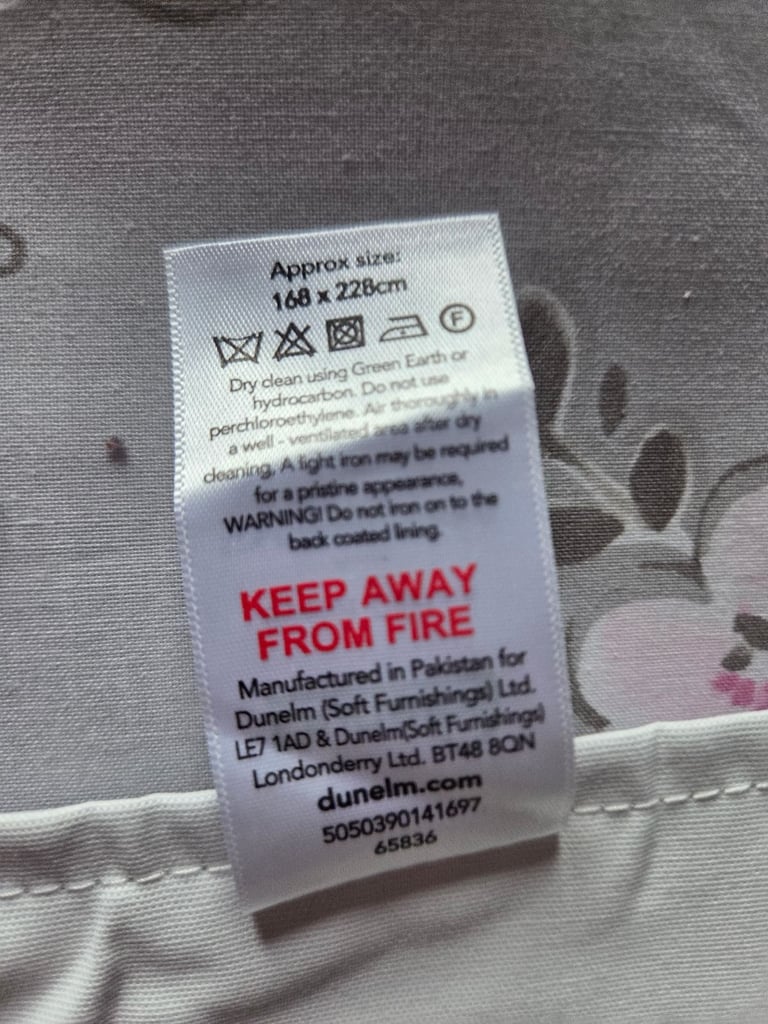 Approx size:
168 x 228cm
F
Dry clean using Green Earth or
hydrocarbon. Do not use
perchloroethylene. Air thoroughly in
a well - ventilated area after dry
cleaning. A light iron may be required
for a pristine appearance.
WARNING! Do not iron on to the
back coated lining.
KEEP AWAY
FROM FIRE
Manufactured in Pakistan for
Dunelm (Soft Furnishings) Ltd.
LE7 1AD & Dunelm(Soft Furnishings)
Londonderry Ltd. BT48 8QN
dunelm.com
5050390141697
65836